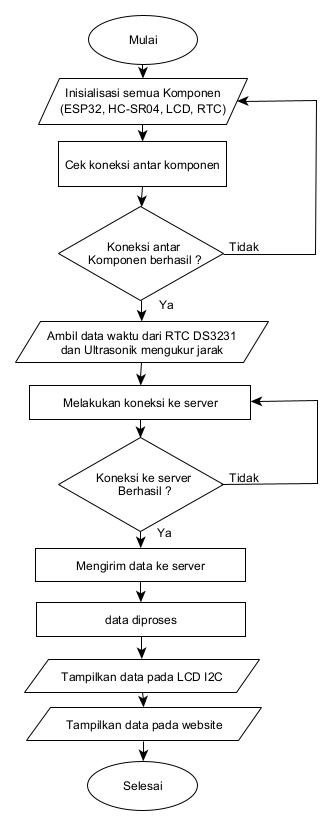 Mulai
Inisialisasi semua Komponen
(ESP32, HC-SR04, LCD, RTC)
Cek koneksi antar komponen
Koneksi antar
Komponen berhasil ?
Tidak
Ya
Ambil data waktu dari RTC DS3231
dan Ultrasonik mengukur jarak
Melakukan koneksi ke server
Koneksi ke server
Berhasil ?
Tidak
Ya
Mengirim data ke server
data diproses
Tampilkan data pada LCD I2C
Tampilkan data pada website
Selesai